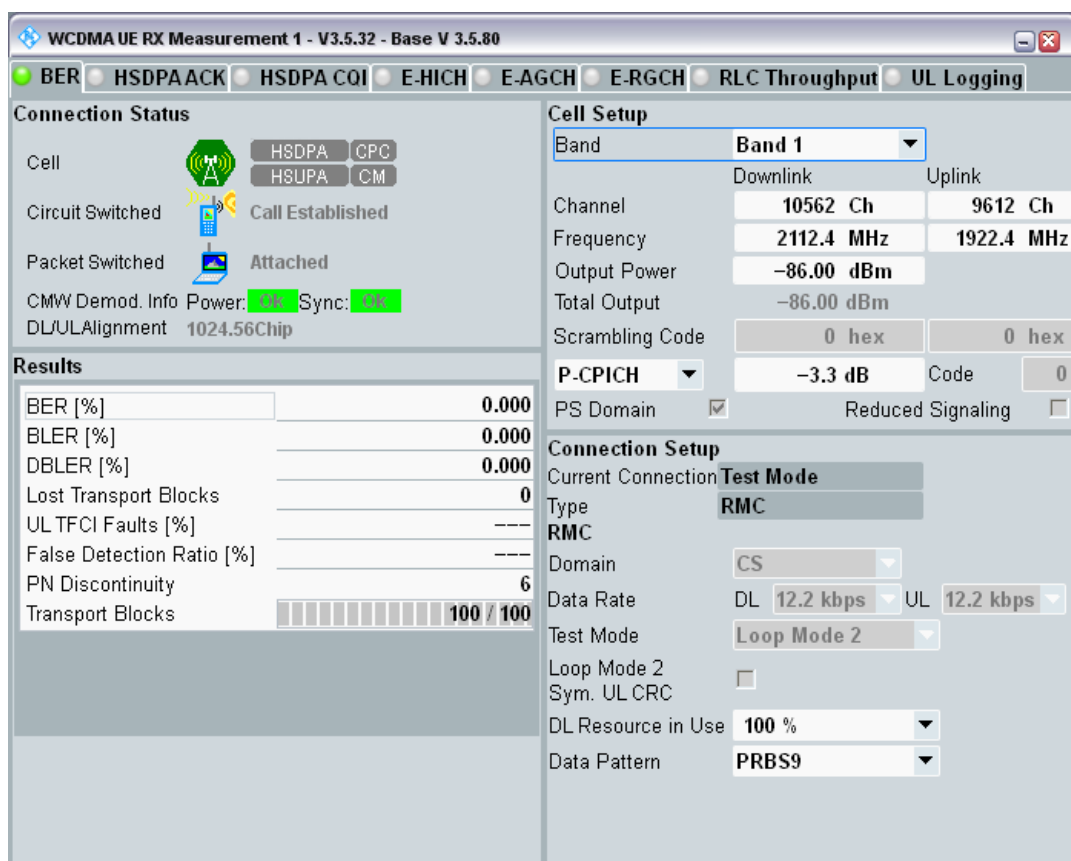 WCDMA UE RX Measurement 1 - V3.5.32 - Base V 3.5.80
BER HSDPA ACK HSDPA CQI E-HICH E-AGCH E-RGCH RLC Throughput UL Logging
Connection Status
Cell HSDPA CPC
HSUPA CM
Circuit Switched Call Established
Packet Switched Attached
CMW Demod. Info Power: Ok Sync: Ok
DL/ULAlignment 1024.56Chip
Results
BER [%] 0.000
BLER [%] 0.000
DBLER [%] 0.000
Lost Transport Blocks 0
UL TFCI Faults [%] ---
False Detection Ratio [%] ---
PN Discontinuity 6
Transport Blocks 100 / 100
Cell Setup
Band Band 1
Downlink Uplink
Channel 10562 Ch 9612 Ch
Frequency 2112.4 MHz 1922.4 MHz
Output Power −86.00 dBm
Total Output −86.00 dBm
Scrambling Code 0 hex 0 hex
P-CPICH −3.3 dB Code 0
PS Domain Reduced Signaling
Connection Setup
Current Connection Test Mode
Type RMC
RMC
Domain CS
Data Rate DL 12.2 kbps UL 12.2 kbps
Test Mode Loop Mode 2
Loop Mode 2
Sym. UL CRC
DL Resource in Use 100 %
Data Pattern PRBS9